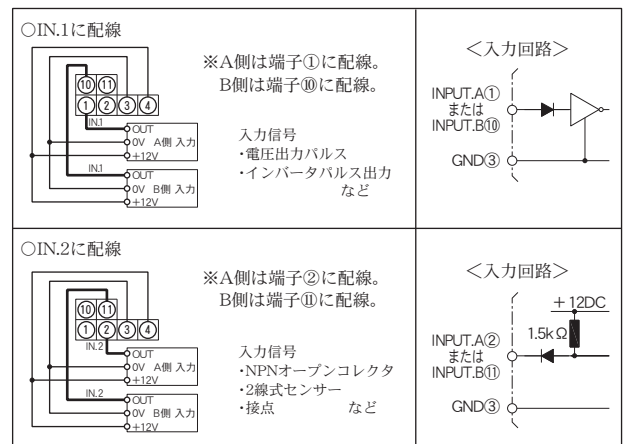 ○IN.1に配線
※A側は端子①に配線。
B側は端子⑩に配線。
⑩⑪
①②③④
IN.1
OUT
0V A側 入力
+12V
IN.1
OUT
0V B側 入力
+12V
入力信号
・電圧出力パルス
・インバータパルス出力
など
<入力回路>
INPUT.A①
または
INPUT.B⑩
GND③
○IN.2に配線
※A側は端子②に配線。
B側は端子⑪に配線。
⑩⑪
①②③④
IN.2
OUT
0V A側 入力
+12V
IN.2
OUT
0V B側 入力
+12V
入力信号
・NPNオープンコレクタ
・2線式センサー
・接点 など
<入力回路>
+12DC
1.5kΩ
INPUT.A②
または
INPUT.B⑪
GND③